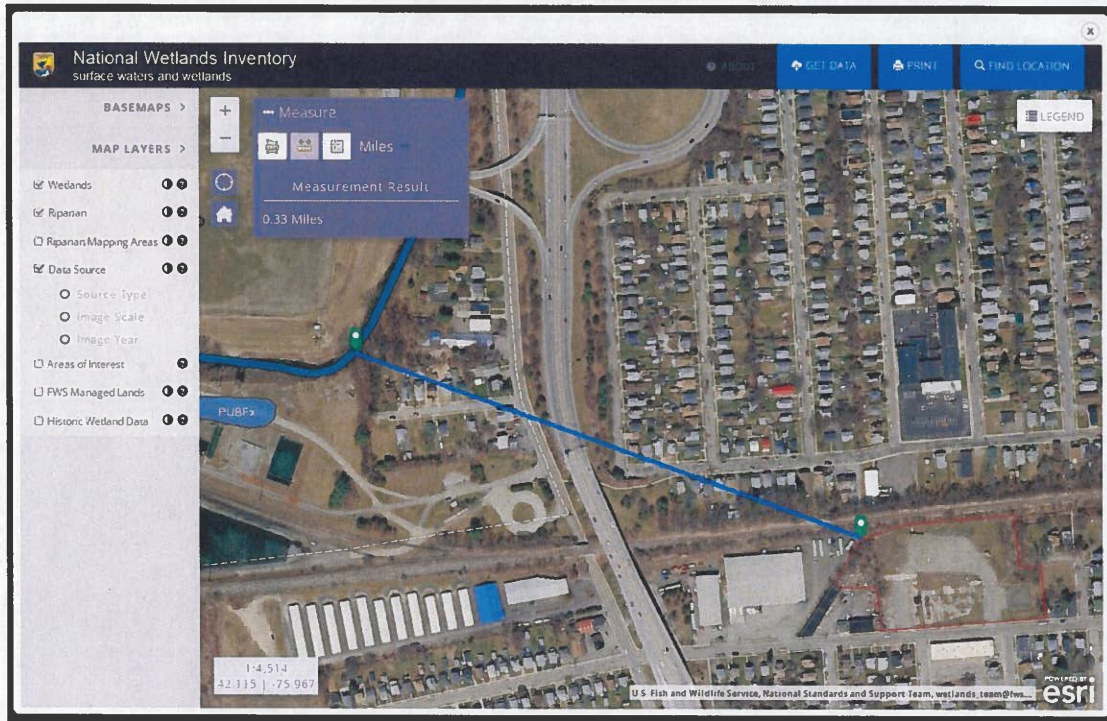 x
National Wetlands Inventory
surface waters and wetlands
ABOUT
GET DATA
PRINT
FIND LOCATION
BASEMAPS >
MAP LAYERS >
Wetlands
Riparian
Riparian Mapping Areas
Data Source
Source Type
Image Scale
Image Year
Areas of Interest
FWS Managed Lands
Historic Wetland Data
+
−
Measure
Miles
Measurement Result
0.33 Miles
LEGEND
PUBFx
1:4,514
42.115 | -75.967
U.S. Fish and Wildlife Service, National Standards and Support Team, wetlands_team@fws...
POWERED BY
esri